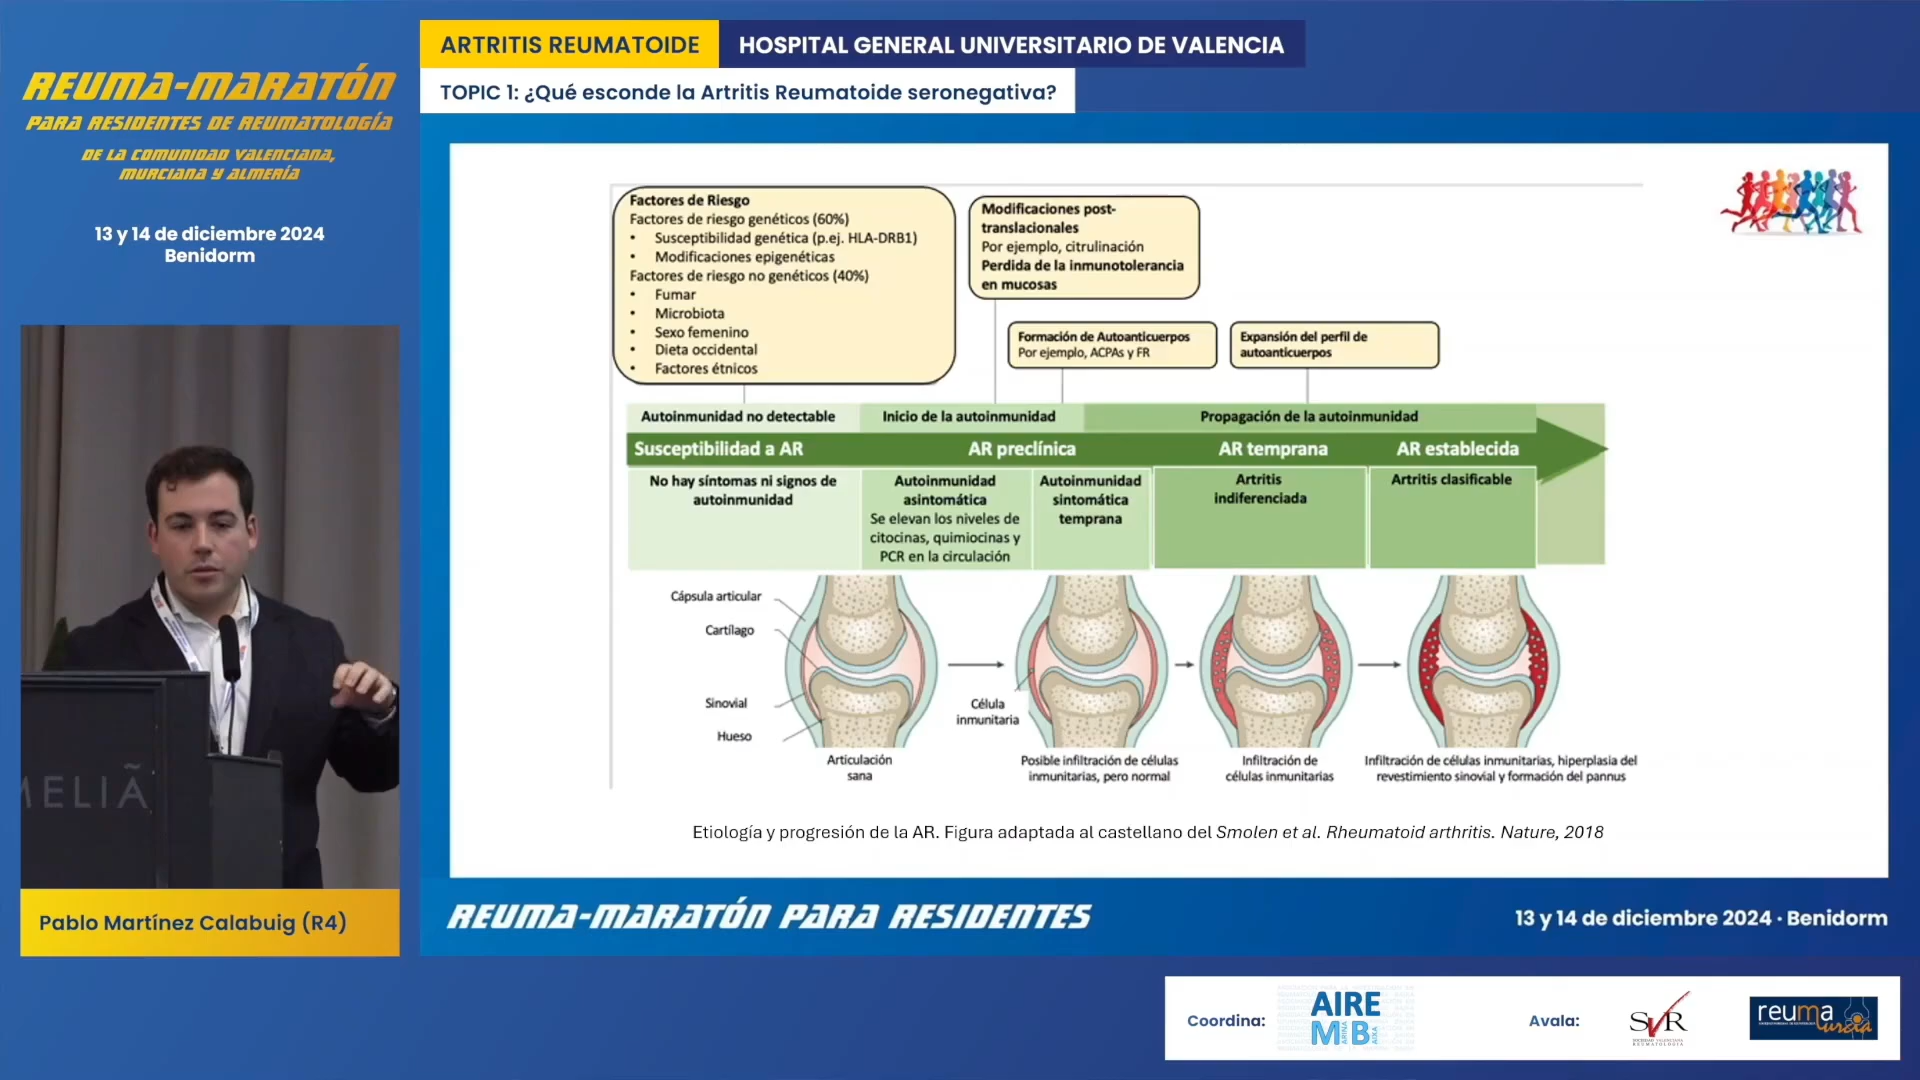 ARTRITIS REUMATOIDE
HOSPITAL GENERAL UNIVERSITARIO DE VALENCIA
TOPIC 1: ¿Qué esconde la Artritis Reumatoide seronegativa?
REUMA-MARATÓN
PARA RESIDENTES DE REUMATOLOGÍA
DE LA COMUNIDAD VALENCIANA,
MURCIANA Y ALMERÍA
13 y 14 de diciembre 2024
Benidorm
Factores de Riesgo
Factores de riesgo genéticos (60%)
• Susceptibilidad genética (p.ej. HLA-DRB1)
• Modificaciones epigenéticas
Factores de riesgo no genéticos (40%)
• Fumar
• Microbiota
• Sexo femenino
• Dieta occidental
• Factores étnicos
Modificaciones post-
translacionales
Por ejemplo, citrulinación
Perdida de la inmunotolerancia
en mucosas
Formación de Autoanticuerpos
Por ejemplo, ACPAs y FR
Expansión del perfil de
autoanticuerpos
Autoinmunidad no detectable
Inicio de la autoinmunidad
Propagación de la autoinmunidad
Susceptibilidad a AR
AR preclínica
AR temprana
AR establecida
No hay síntomas ni signos de
autoinmunidad
Autoinmunidad
asintomática
Se elevan los niveles de
citocinas, quimiocinas y
PCR en la circulación
Autoinmunidad
sintomática
temprana
Artritis
indiferenciada
Artritis clasificable
Cápsula articular
Cartílago
Sinovial
Hueso
Célula
inmunitaria
Articulación
sana
Posible infiltración de células
inmunitarias, pero normal
Infiltración de
células inmunitarias
Infiltración de células inmunitarias, hiperplasia del
revestimiento sinovial y formación del pannus
Etiología y progresión de la AR. Figura adaptada al castellano del Smolen et al. Rheumatoid arthritis. Nature, 2018
MELIÃ
Pablo Martínez Calabuig (R4)
REUMA-MARATÓN PARA RESIDENTES
13 y 14 de diciembre 2024 · Benidorm
Coordina:
AIRE
MB
Avala:
SVR
reuma
murcia